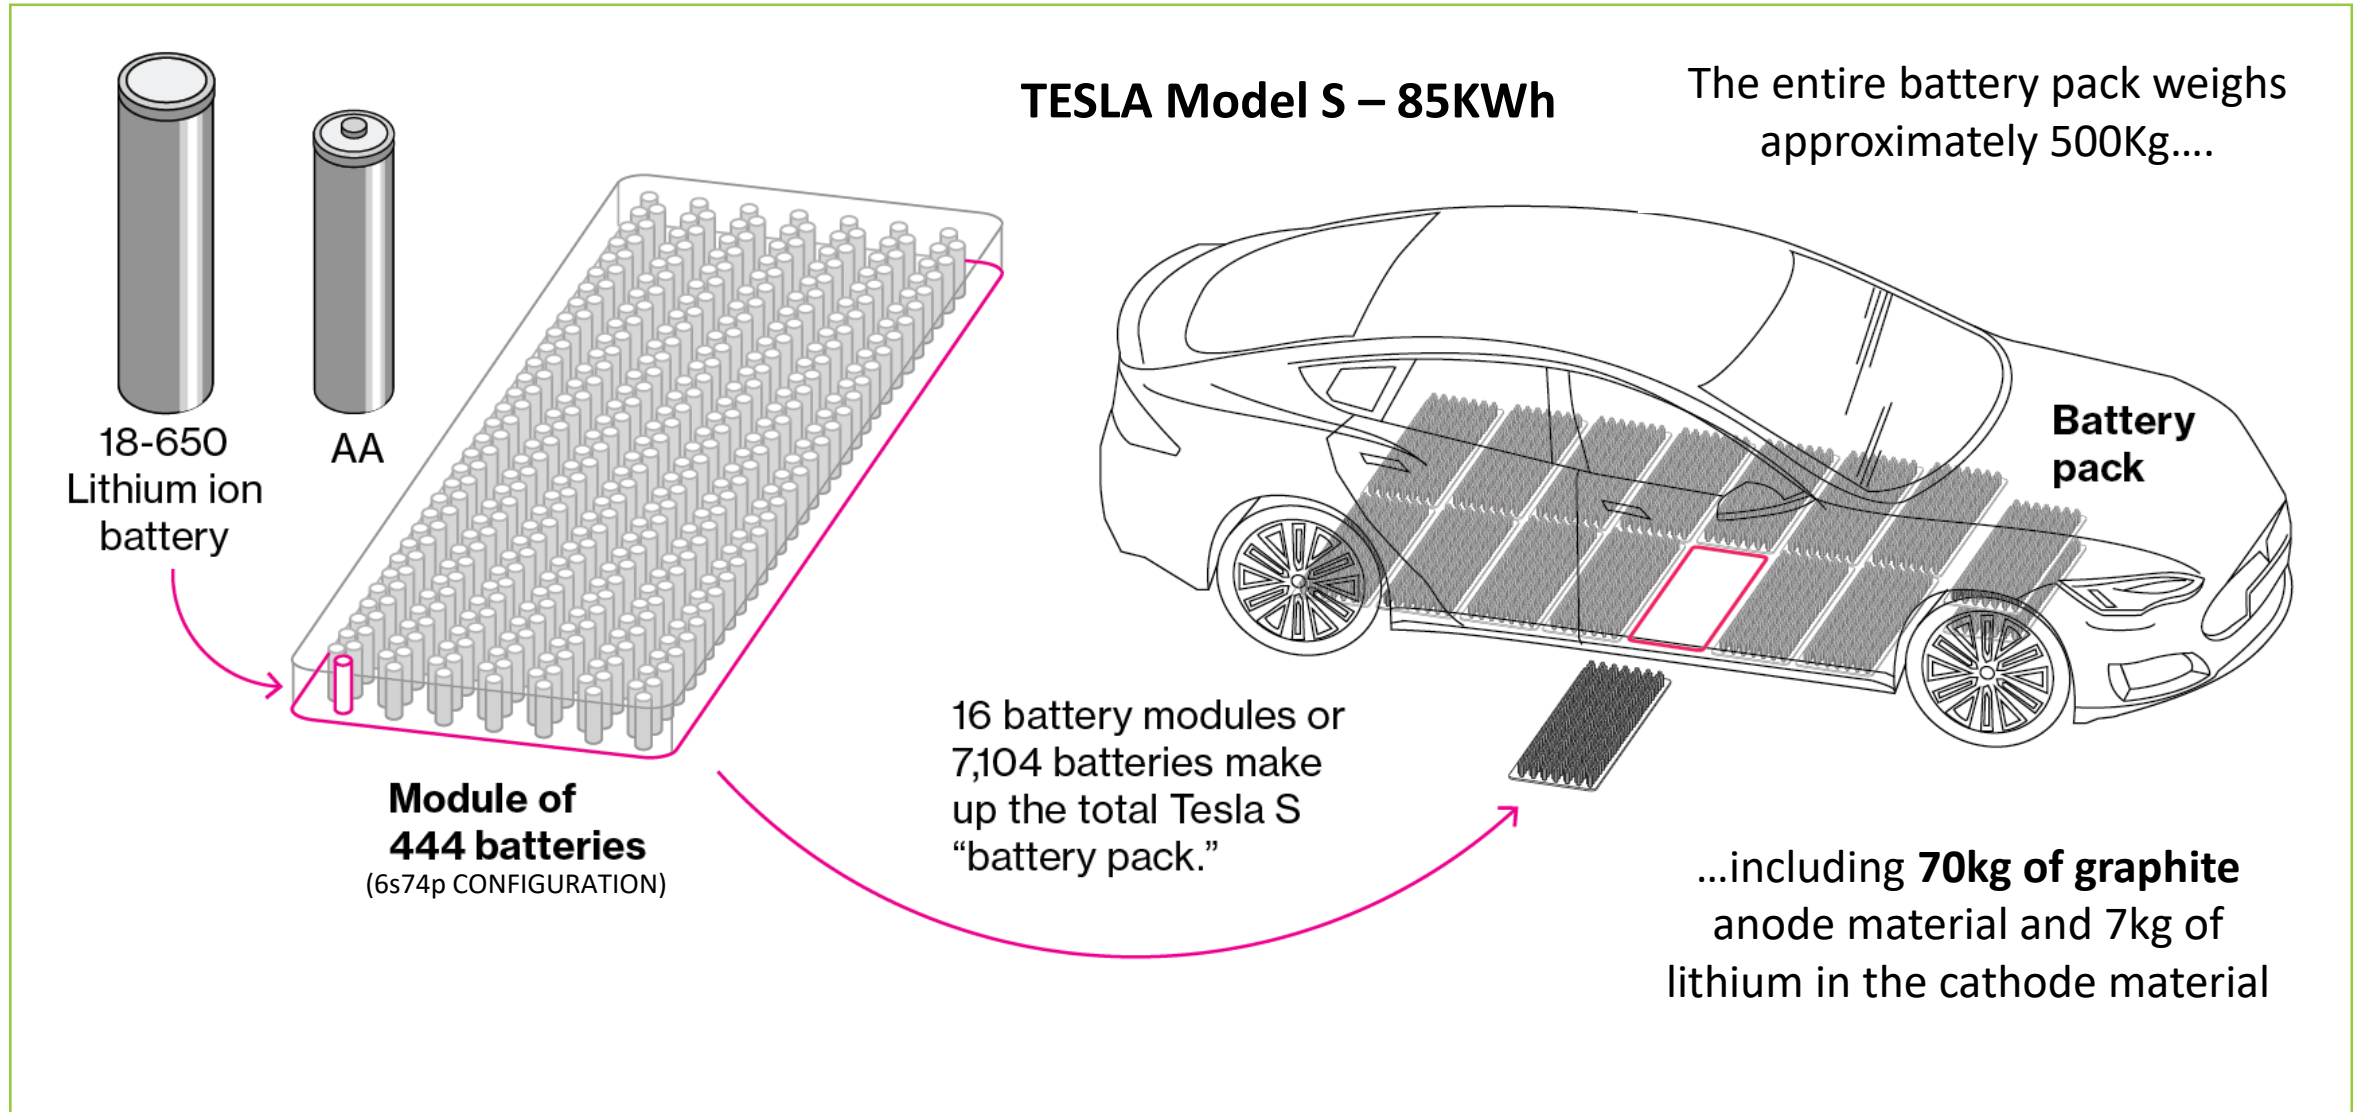 TESLA Model S – 85KWh
The entire battery pack weighs
approximately 500Kg....
18-650
Lithium ion
battery
AA
Battery
pack
Module of
444 batteries
(6s74p CONFIGURATION)
16 battery modules or
7,104 batteries make
up the total Tesla S
“battery pack.”
...including 70kg of graphite
anode material and 7kg of
lithium in the cathode material